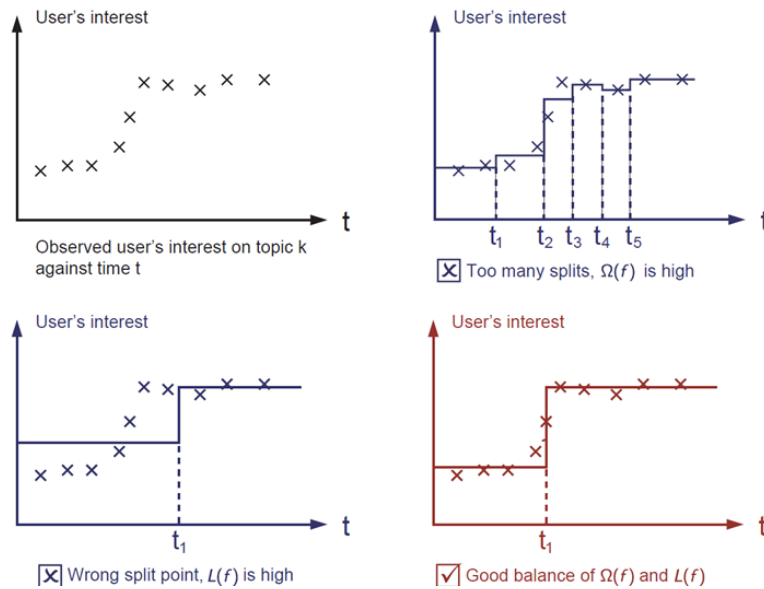 User's interest
t
Observed user's interest on topic k
against time t
User's interest
t
t₁ t₂ t₃ t₄ t₅
Too many splits, Ω(f) is high
User's interest
t
t₁
Wrong split point, L(f) is high
User's interest
t
t₁
Good balance of Ω(f) and L(f)